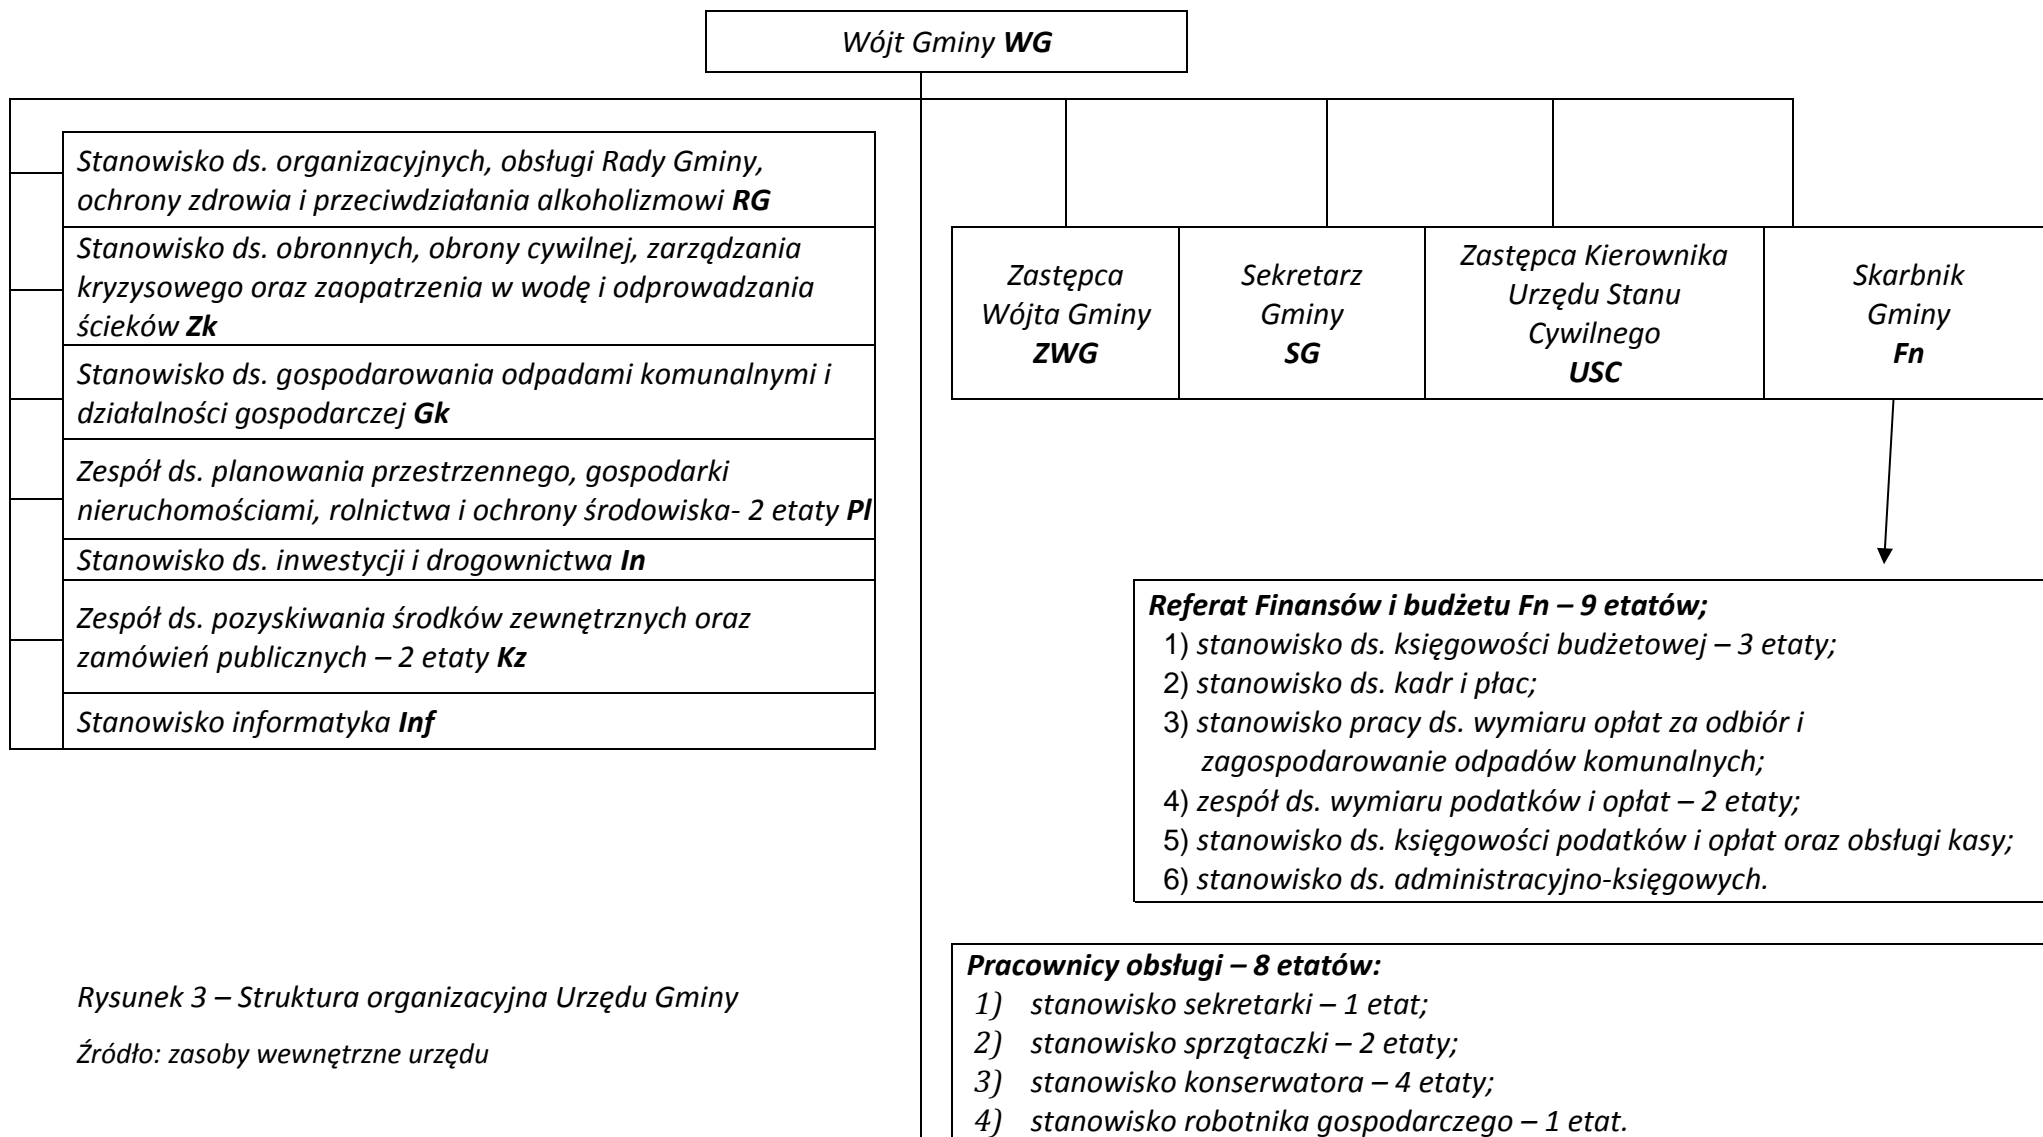 Wójt Gminy WG
Stanowisko ds. organizacyjnych, obsługi Rady Gminy,
ochrony zdrowia i przeciwdziałania alkoholizmowi RG
Stanowisko ds. obronnych, obrony cywilnej, zarządzania
kryzysowego oraz zaopatrzenia w wodę i odprowadzania
ścieków Zk
Stanowisko ds. gospodarowania odpadami komunalnymi i
działalności gospodarczej Gk
Zespół ds. planowania przestrzennego, gospodarki
nieruchomościami, rolnictwa i ochrony środowiska- 2 etaty Pl
Stanowisko ds. inwestycji i drogownictwa In
Zespół ds. pozyskiwania środków zewnętrznych oraz
zamówień publicznych – 2 etaty Kz
Stanowisko informatyka Inf
Zastępca
Wójta Gminy
ZWG
Sekretarz
Gminy
SG
Zastępca Kierownika
Urzędu Stanu
Cywilnego
USC
Skarbnik
Gminy
Fn
Referat Finansów i budżetu Fn – 9 etatów;
1) stanowisko ds. księgowości budżetowej – 3 etaty;
2) stanowisko ds. kadr i płac;
3) stanowisko pracy ds. wymiaru opłat za odbiór i
zagospodarowanie odpadów komunalnych;
4) zespół ds. wymiaru podatków i opłat – 2 etaty;
5) stanowisko ds. księgowości podatków i opłat oraz obsługi kasy;
6) stanowisko ds. administracyjno-księgowych.
Pracownicy obsługi – 8 etatów:
1) stanowisko sekretarki – 1 etat;
2) stanowisko sprzątaczki – 2 etaty;
3) stanowisko konserwatora – 4 etaty;
4) stanowisko robotnika gospodarczego – 1 etat.
Rysunek 3 – Struktura organizacyjna Urzędu Gminy
Źródło: zasoby wewnętrzne urzędu